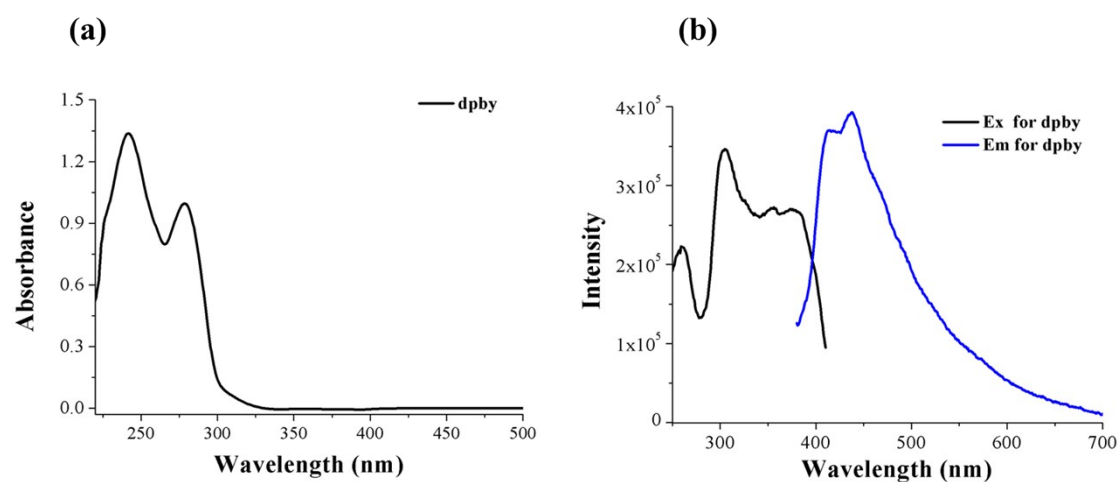 (a)
1.5
1.2
0.9
0.6
0.3
0.0
Absorbance
dpby
250 300 350 400 450 500
Wavelength (nm)
(b)
4x10⁵
3x10⁵
2x10⁵
1x10⁵
0
Intensity
Ex for dpby
Em for dpby
300 400 500 600 700
Wavelength (nm)